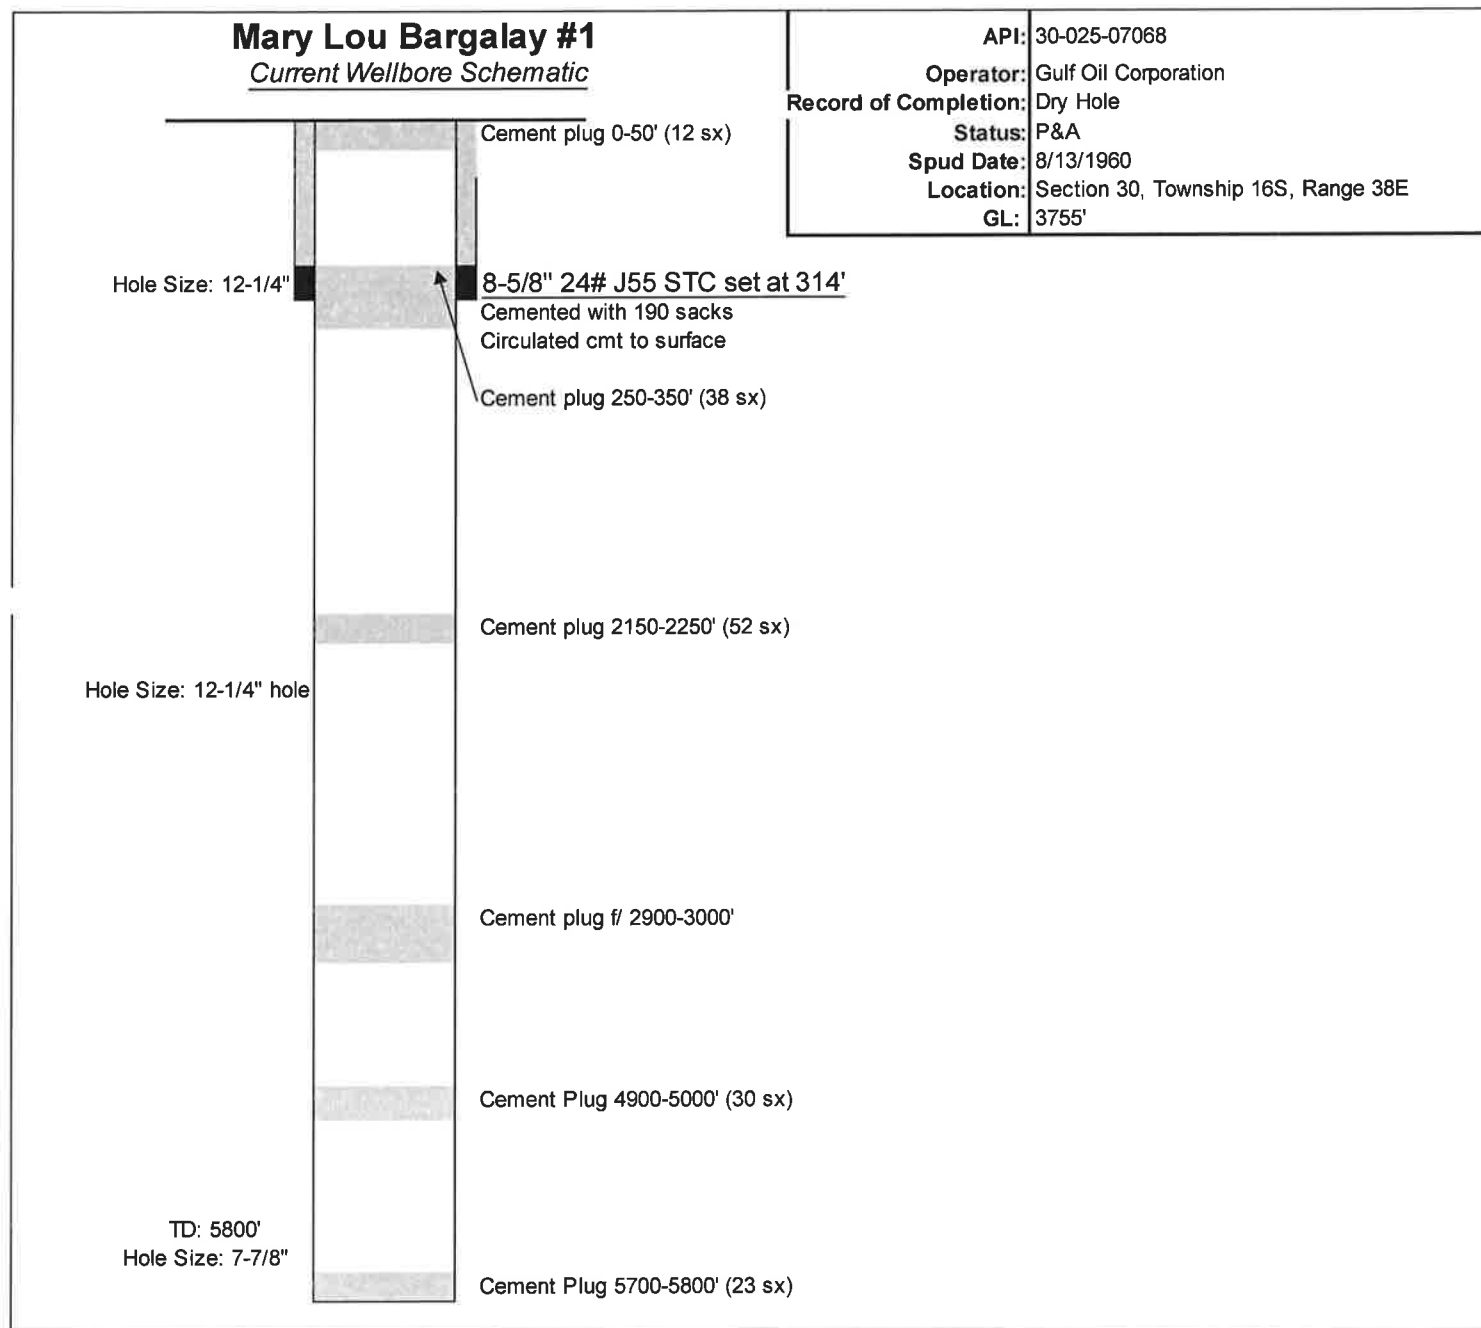 Mary Lou Bargalay #1
Current Wellbore Schematic
API: 30-025-07068
Operator: Gulf Oil Corporation
Record of Completion: Dry Hole
Status: P&A
Spud Date: 8/13/1960
Location: Section 30, Township 16S, Range 38E
GL: 3755'
Cement plug 0-50' (12 sx)
Hole Size: 12-1/4"
8-5/8" 24# J55 STC set at 314'
Cemented with 190 sacks
Circulated cmt to surface
Cement plug 250-350' (38 sx)
Cement plug 2150-2250' (52 sx)
Hole Size: 12-1/4" hole
Cement plug f/ 2900-3000'
Cement Plug 4900-5000' (30 sx)
TD: 5800'
Hole Size: 7-7/8"
Cement Plug 5700-5800' (23 sx)